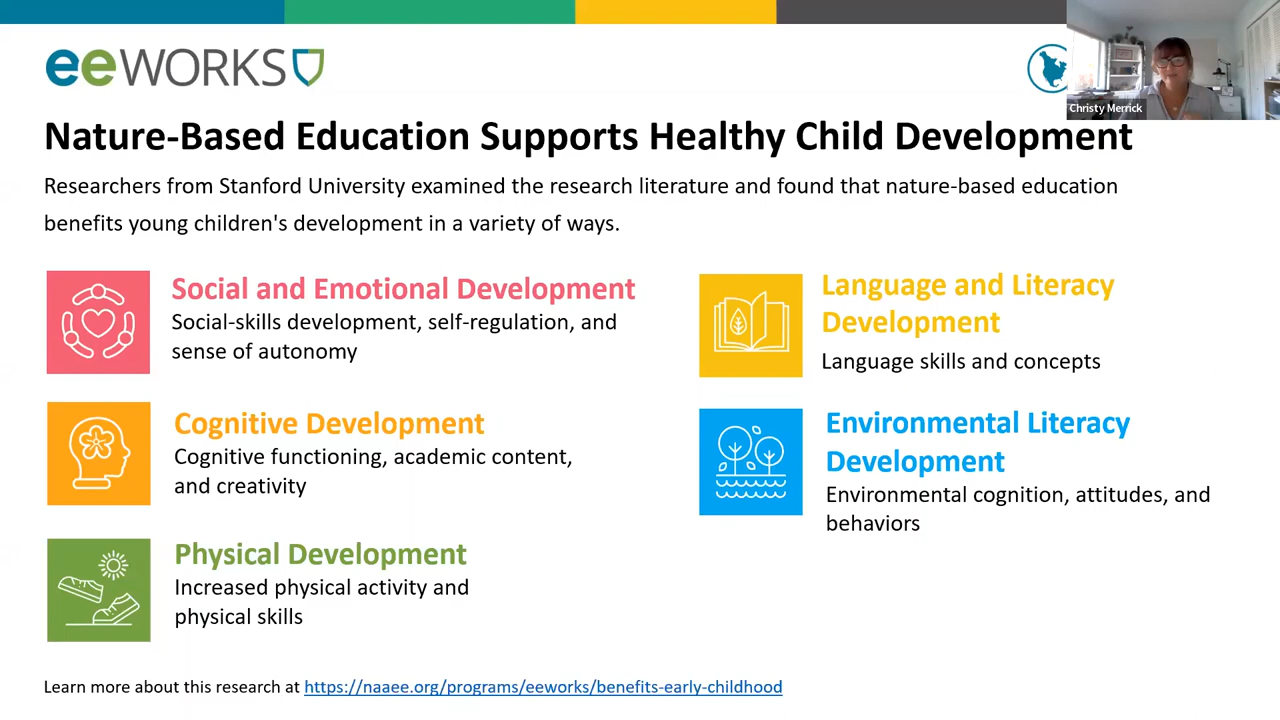 eeWORKS
Christy Merrick
Nature-Based Education Supports Healthy Child Development
Researchers from Stanford University examined the research literature and found that nature-based education
benefits young children's development in a variety of ways.
Social and Emotional Development
Social-skills development, self-regulation, and
sense of autonomy
Cognitive Development
Cognitive functioning, academic content,
and creativity
Physical Development
Increased physical activity and
physical skills
Language and Literacy
Development
Language skills and concepts
Environmental Literacy
Development
Environmental cognition, attitudes, and
behaviors
Learn more about this research at https://naaee.org/programs/eeworks/benefits-early-childhood